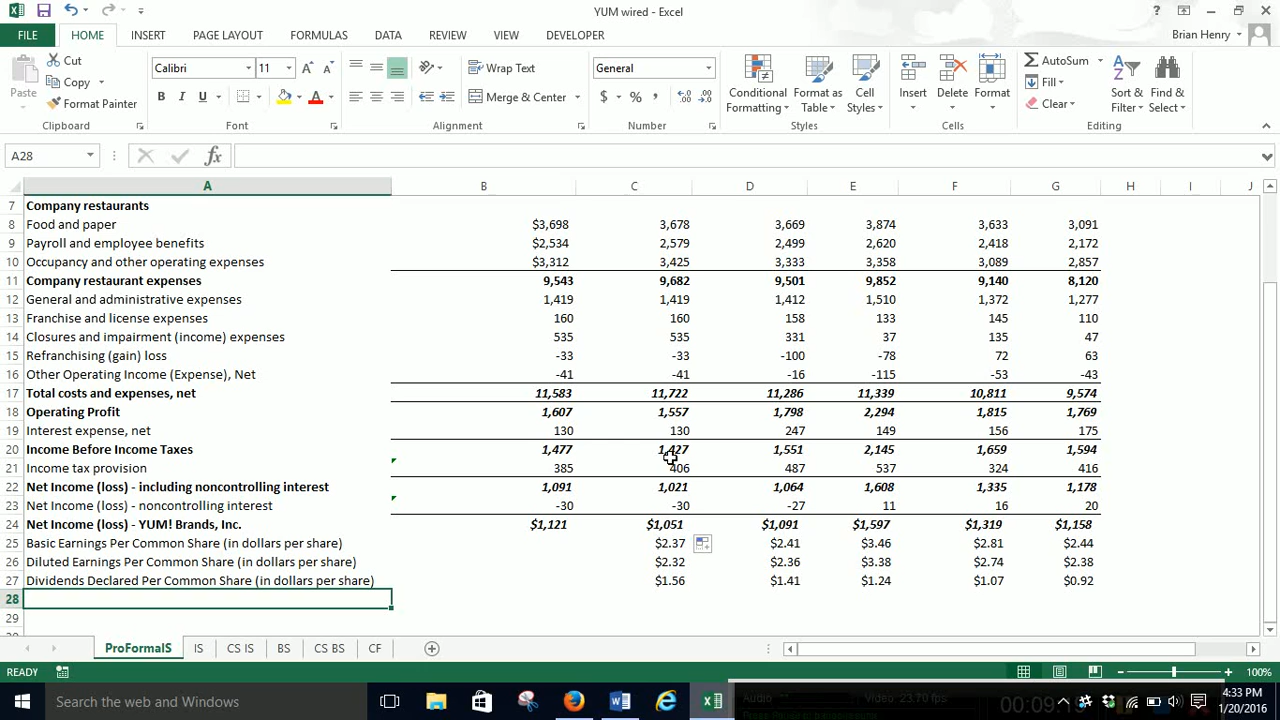 YUM wired - Excel
FILE HOME INSERT PAGE LAYOUT FORMULAS DATA REVIEW VIEW DEVELOPER Brian Henry
Cut
Copy
Format Painter
Paste
Clipboard
Calibri 11
B I U
Font
Wrap Text
Merge & Center
Alignment
General
$ % ,
Number
Conditional Formatting
Format as Table
Cell Styles
Styles
Insert Delete Format
Cells
AutoSum
Fill
Clear
Sort & Filter
Find & Select
Editing
A28 fx
A B C D E F G H I J
7 Company restaurants
8 Food and paper $3,698 3,678 3,669 3,874 3,633 3,091
9 Payroll and employee benefits $2,534 2,579 2,499 2,620 2,418 2,172
10 Occupancy and other operating expenses $3,312 3,425 3,333 3,358 3,089 2,857
11 Company restaurant expenses 9,543 9,682 9,501 9,852 9,140 8,120
12 General and administrative expenses 1,419 1,419 1,412 1,510 1,372 1,277
13 Franchise and license expenses 160 160 158 133 145 110
14 Closures and impairment (income) expenses 535 535 331 37 135 47
15 Refranchising (gain) loss -33 -33 -100 -78 72 63
16 Other Operating Income (Expense), Net -41 -41 -16 -115 -53 -43
17 Total costs and expenses, net 11,583 11,722 11,286 11,339 10,811 9,574
18 Operating Profit 1,607 1,557 1,798 2,294 1,815 1,769
19 Interest expense, net 130 130 247 149 156 175
20 Income Before Income Taxes 1,477 1,427 1,551 2,145 1,659 1,594
21 Income tax provision 385 406 487 537 324 416
22 Net Income (loss) - including noncontrolling interest 1,091 1,021 1,064 1,608 1,335 1,178
23 Net Income (loss) - noncontrolling interest -30 -30 -27 11 16 20
24 Net Income (loss) - YUM! Brands, Inc. $1,121 $1,051 $1,091 $1,597 $1,319 $1,158
25 Basic Earnings Per Common Share (in dollars per share) $2.37 $2.41 $3.46 $2.81 $2.44
26 Diluted Earnings Per Common Share (in dollars per share) $2.32 $2.36 $3.38 $2.74 $2.38
27 Dividends Declared Per Common Share (in dollars per share) $1.56 $1.41 $1.24 $1.07 $0.92
28
29
ProFormaIS IS CS IS BS CS BS CF
READY 100%
Search the web and Windows
4:33 PM
1/20/2016